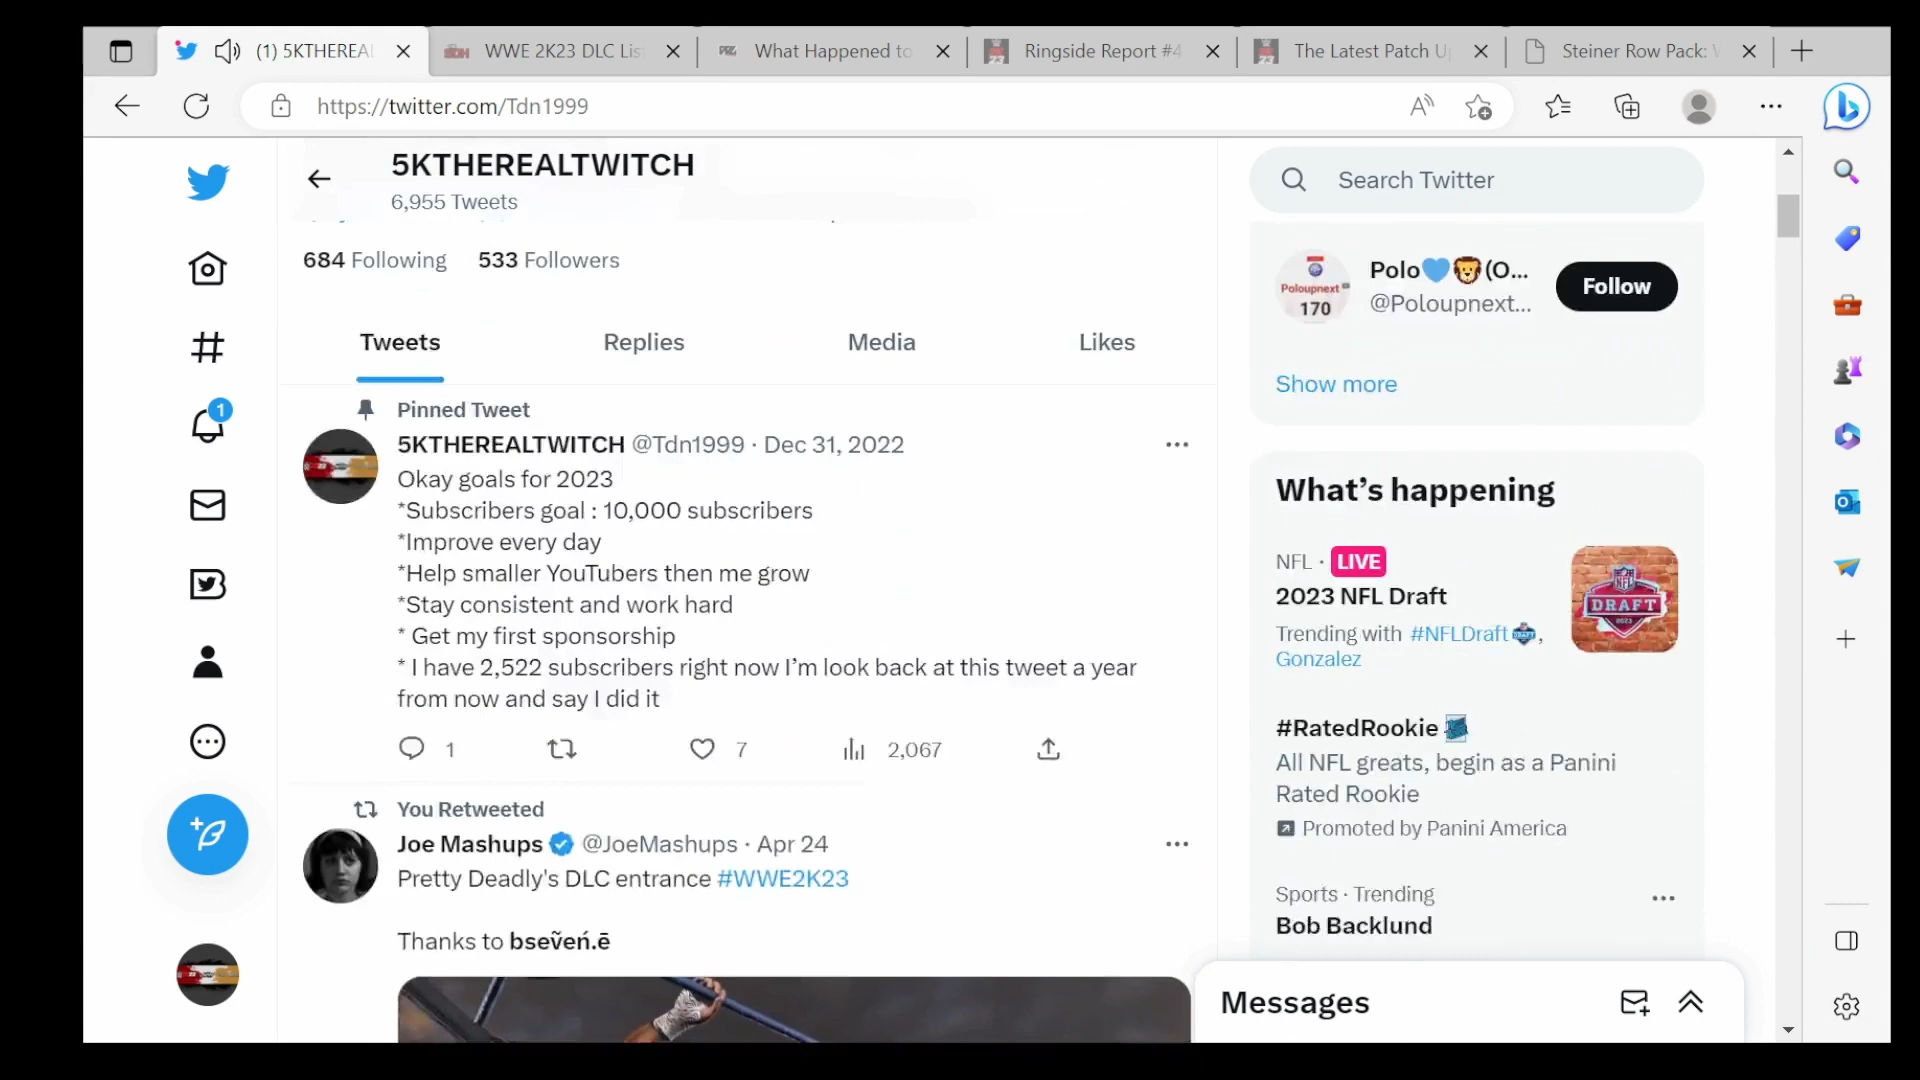 (1) 5KTHEREAL
WWE 2K23 DLC Lis
What Happened to
Ringside Report #4
The Latest Patch U
Steiner Row Pack: W
https://twitter.com/Tdn1999
5KTHEREALTWITCH
6,955 Tweets
684 Following 533 Followers
Tweets Replies Media Likes
Pinned Tweet
5KTHEREALTWITCH @Tdn1999 · Dec 31, 2022
Okay goals for 2023
*Subscribers goal : 10,000 subscribers
*Improve every day
*Help smaller YouTubers then me grow
*Stay consistent and work hard
* Get my first sponsorship
* I have 2,522 subscribers right now I’m look back at this tweet a year
from now and say I did it
1 7 2,067
You Retweeted
Joe Mashups @JoeMashups · Apr 24
Pretty Deadly's DLC entrance #WWE2K23
Thanks to bseṽeń.ē
1
Search Twitter
Poloupnext
170
Polo💙🦁(O...
@Poloupnext...
Follow
Show more
What’s happening
NFL · LIVE
2023 NFL Draft
Trending with #NFLDraft,
Gonzalez
NFL
DRAFT
2023
#RatedRookie
All NFL greats, begin as a Panini
Rated Rookie
Promoted by Panini America
Sports · Trending
Bob Backlund
Messages